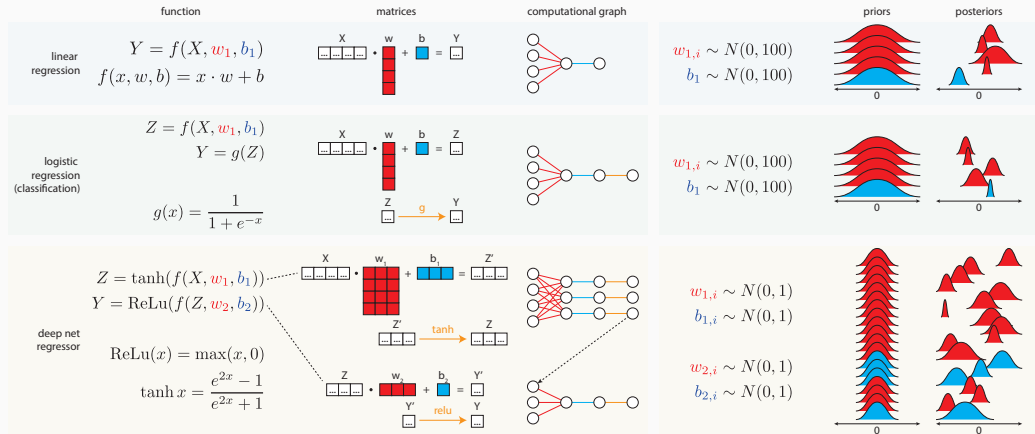 function matrices computational graph priors posteriors
linear
regression
Y = f(X, w₁, b₁)
f(x, w, b) = x · w + b
X w b Y
... ... ... ... • + = ...
w₁,ᵢ ∼ N(0, 100)
b₁ ∼ N(0, 100)
0 0
logistic
regression
(classification)
Z = f(X, w₁, b₁)
Y = g(Z)
g(x) = 1 / (1 + e⁻ˣ)
X w b Z
... ... ... ... • + = ...
Z g Y
... ...
w₁,ᵢ ∼ N(0, 100)
b₁ ∼ N(0, 100)
0 0
deep net
regressor
Z = tanh(f(X, w₁, b₁))
Y = ReLu(f(Z, w₂, b₂))
ReLu(x) = max(x, 0)
tanh x = (e²ˣ − 1) / (e²ˣ + 1)
X w₁ b₁ Z'
... ... ... ... • + = ... ... ...
Z' tanh Z
... ... ... ... ... ...
Z w₂ b₂ Y'
... ... ... • + = ...
Y' relu Y
... ...
w₁,ᵢ ∼ N(0, 1)
b₁,ᵢ ∼ N(0, 1)
w₂,ᵢ ∼ N(0, 1)
b₂,ᵢ ∼ N(0, 1)
0 0